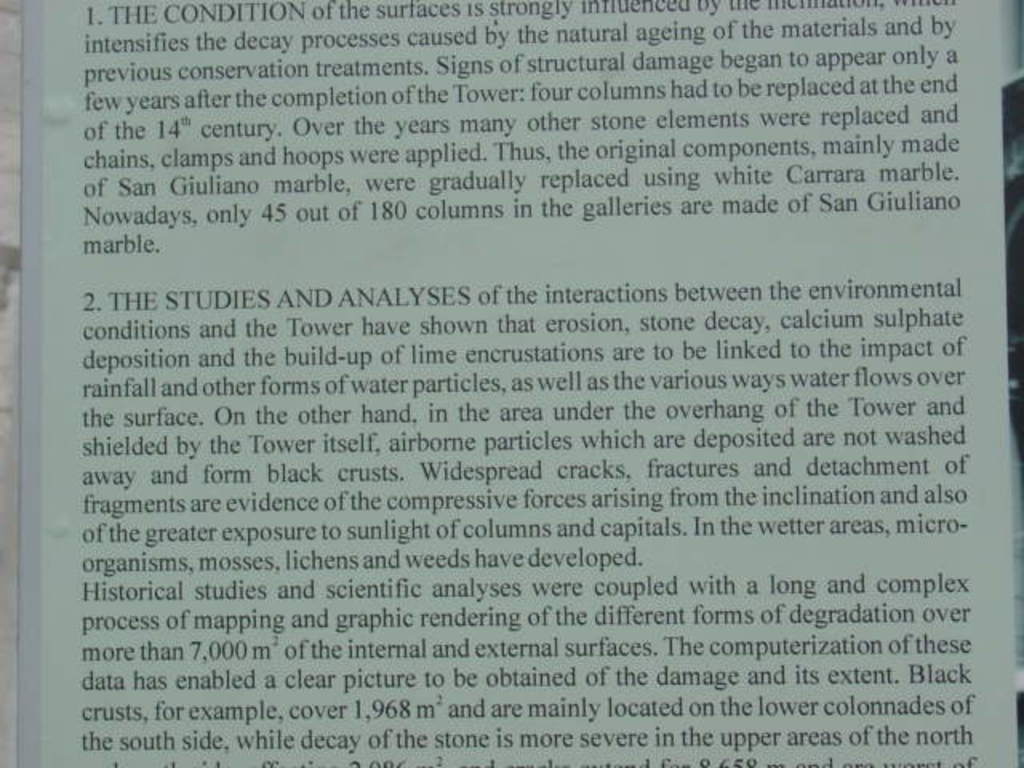 1. THE CONDITION of the surfaces is strongly influenced by the inclination, which
intensifies the decay processes caused by the natural ageing of the materials and by
previous conservation treatments. Signs of structural damage began to appear only a
few years after the completion of the Tower: four columns had to be replaced at the end
of the 14th century. Over the years many other stone elements were replaced and
chains, clamps and hoops were applied. Thus, the original components, mainly made
of San Giuliano marble, were gradually replaced using white Carrara marble.
Nowadays, only 45 out of 180 columns in the galleries are made of San Giuliano
marble.
2. THE STUDIES AND ANALYSES of the interactions between the environmental
conditions and the Tower have shown that erosion, stone decay, calcium sulphate
deposition and the build-up of lime encrustations are to be linked to the impact of
rainfall and other forms of water particles, as well as the various ways water flows over
the surface. On the other hand, in the area under the overhang of the Tower and
shielded by the Tower itself, airborne particles which are deposited are not washed
away and form black crusts. Widespread cracks, fractures and detachment of
fragments are evidence of the compressive forces arising from the inclination and also
of the greater exposure to sunlight of columns and capitals. In the wetter areas, micro-
organisms, mosses, lichens and weeds have developed.
Historical studies and scientific analyses were coupled with a long and complex
process of mapping and graphic rendering of the different forms of degradation over
more than 7,000 m² of the internal and external surfaces. The computerization of these
data has enabled a clear picture to be obtained of the damage and its extent. Black
crusts, for example, cover 1,968 m² and are mainly located on the lower colonnades of
the south side, while decay of the stone is more severe in the upper areas of the north
2,086 m² and cracks extend for 8,658 m and are worst of